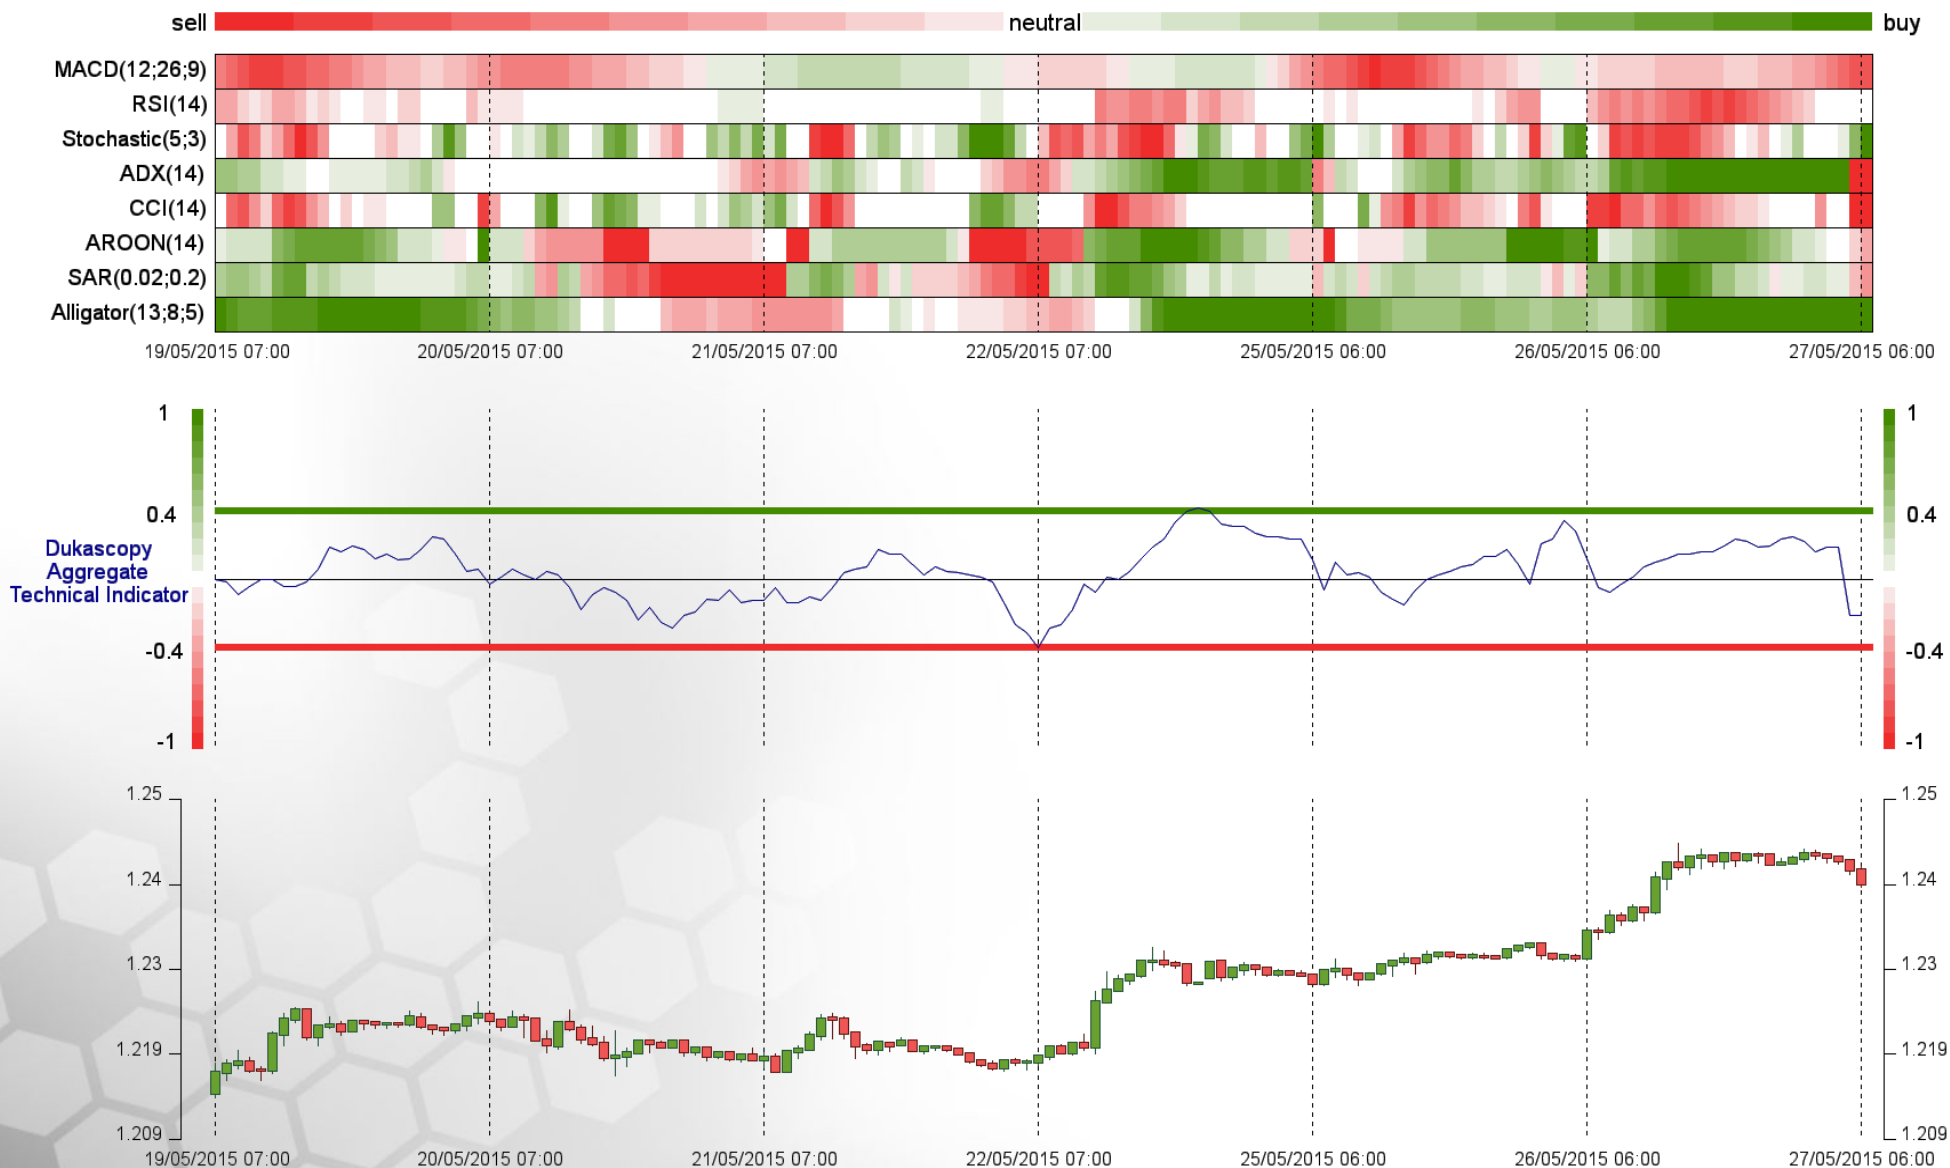 sell neutral buy
MACD(12;26;9)
RSI(14)
Stochastic(5;3)
ADX(14)
CCI(14)
AROON(14)
SAR(0.02;0.2)
Alligator(13;8;5)
19/05/2015 07:00 20/05/2015 07:00 21/05/2015 07:00 22/05/2015 07:00 25/05/2015 06:00 26/05/2015 06:00 27/05/2015 06:00
1 1
0.4 0.4
Dukascopy
Aggregate
Technical Indicator
-0.4 -0.4
-1 -1
1.25 1.25
1.24 1.24
1.23 1.23
1.219 1.219
1.209 1.209
19/05/2015 07:00 20/05/2015 07:00 21/05/2015 07:00 22/05/2015 07:00 25/05/2015 06:00 26/05/2015 06:00 27/05/2015 06:00